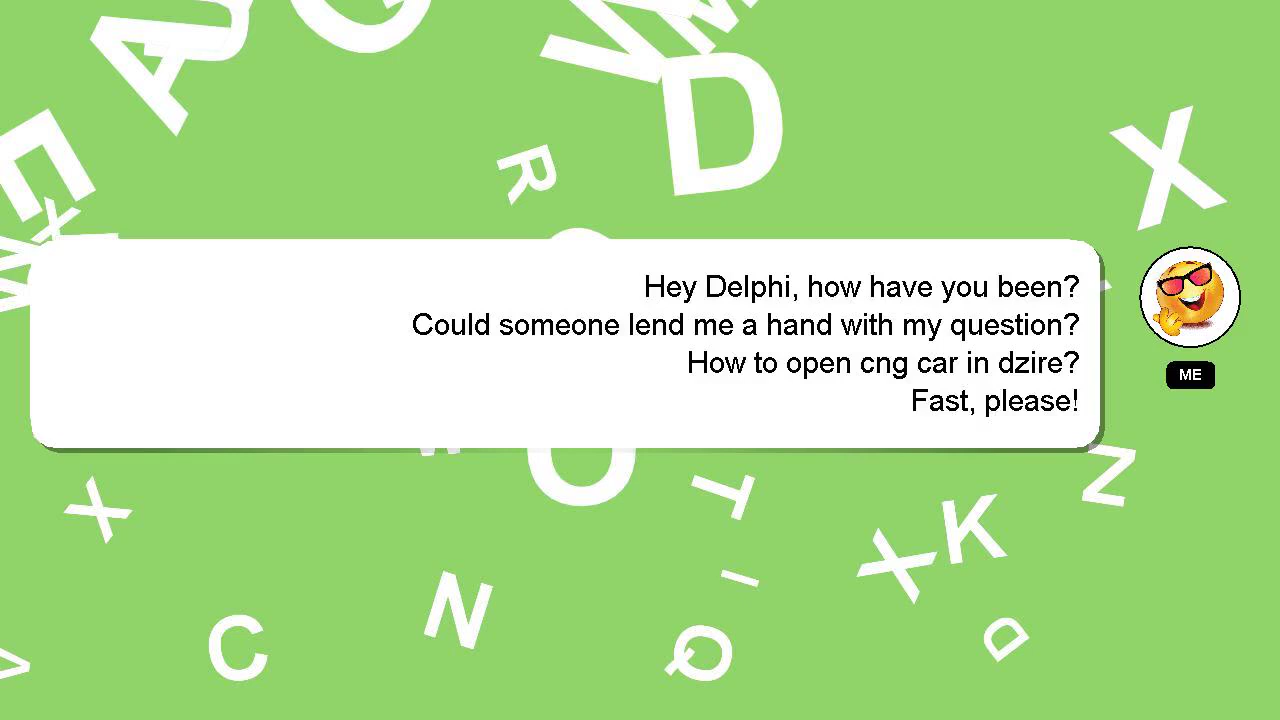 Hey Delphi, how have you been?
Could someone lend me a hand with my question?
How to open cng car in dzire?
Fast, please!
ME